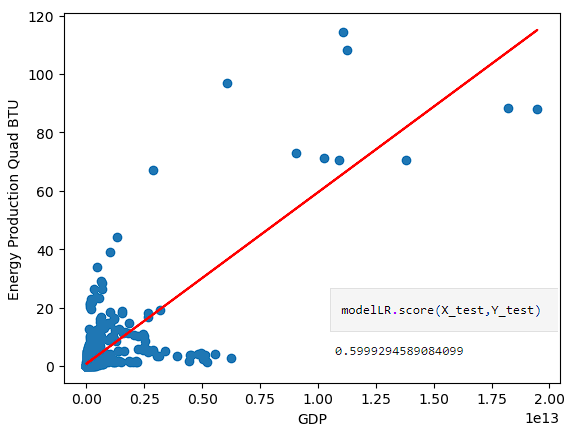 120
100
80
60
40
20
0
Energy Production Quad BTU
modelLR.score(X_test,Y_test)
0.5999294589084099
0.00 0.25 0.50 0.75 1.00 1.25 1.50 1.75 2.00
1e13
GDP